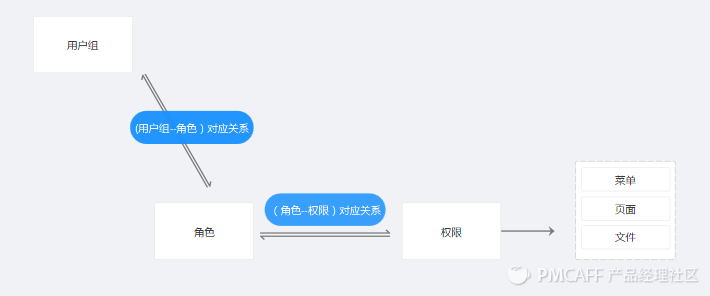 用户组
(用户组--角色）对应关系
（角色--权限）对应关系
角色
权限
菜单
页面
文件
PMCAFF 产品经理社区